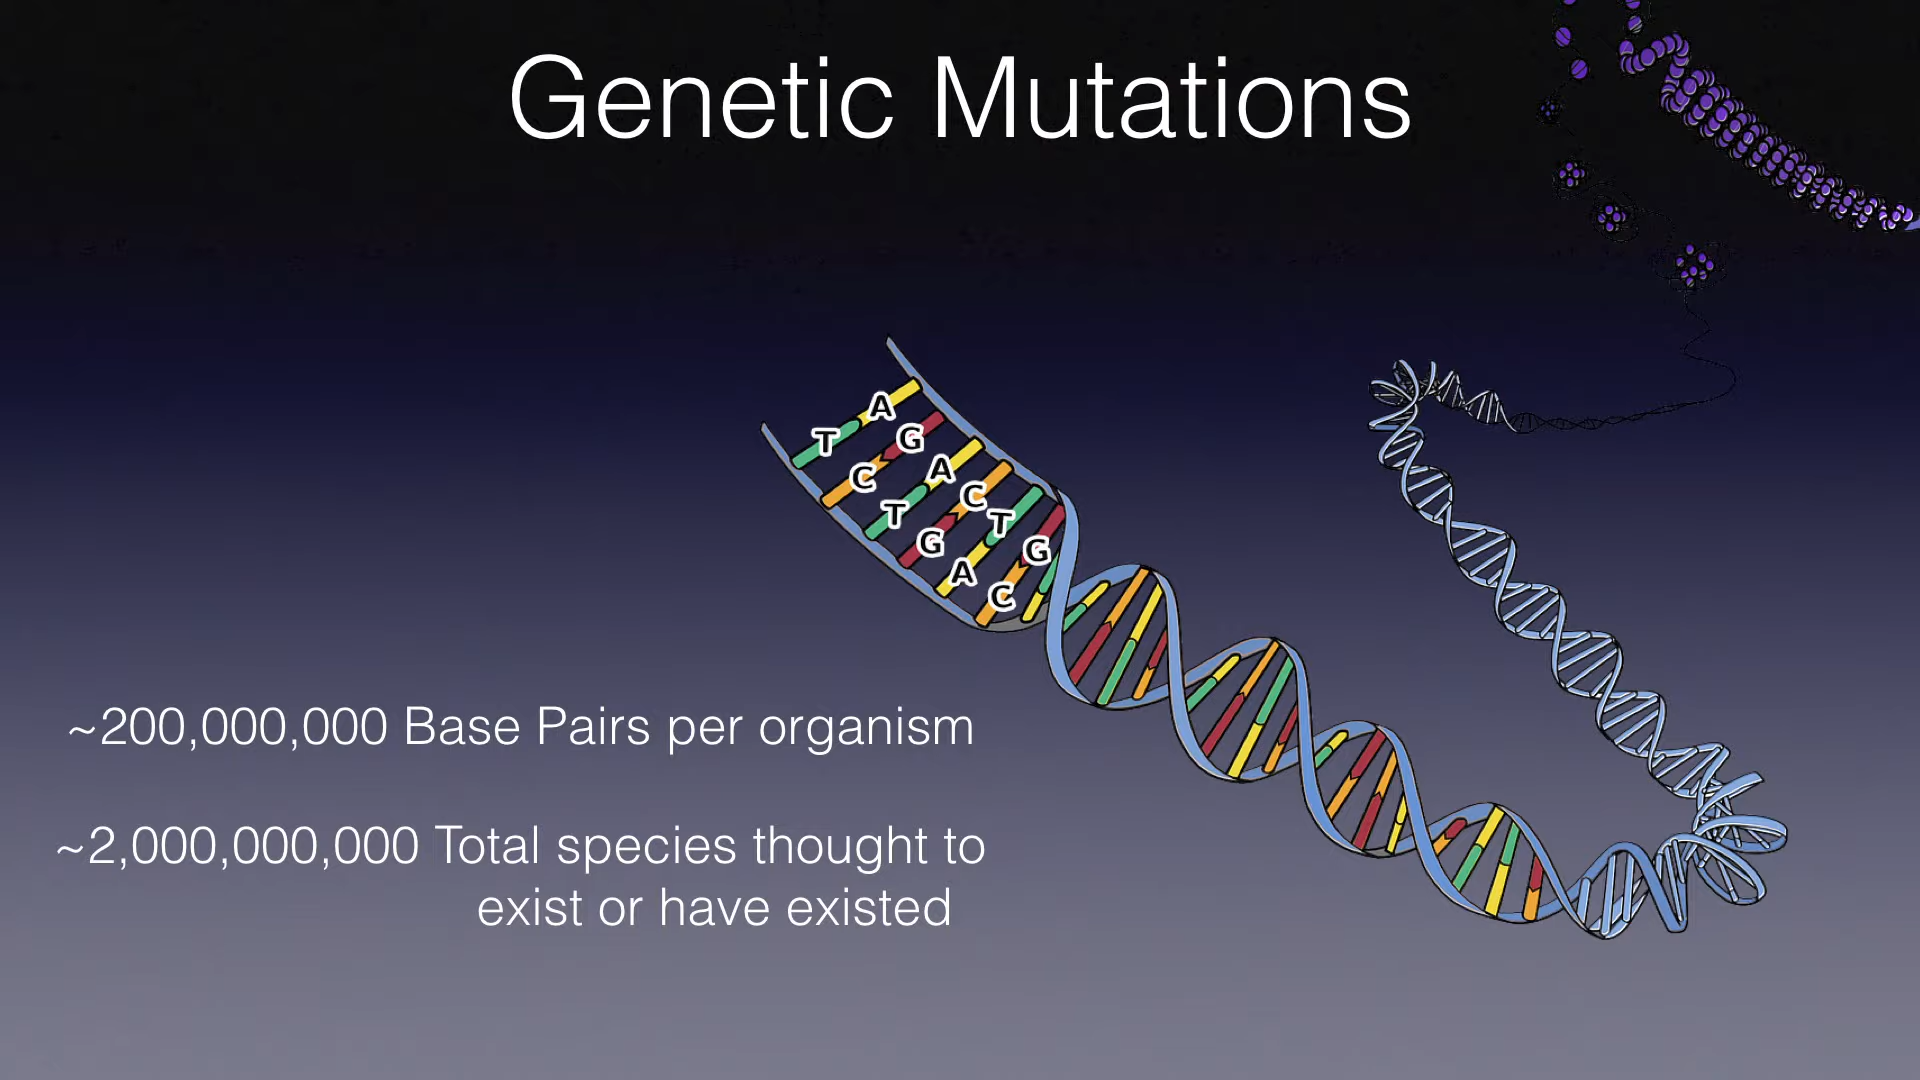 Genetic Mutations
A
T
G
C
A
T
C
G
T
A
G
C
~200,000,000 Base Pairs per organism
~2,000,000,000 Total species thought to
exist or have existed